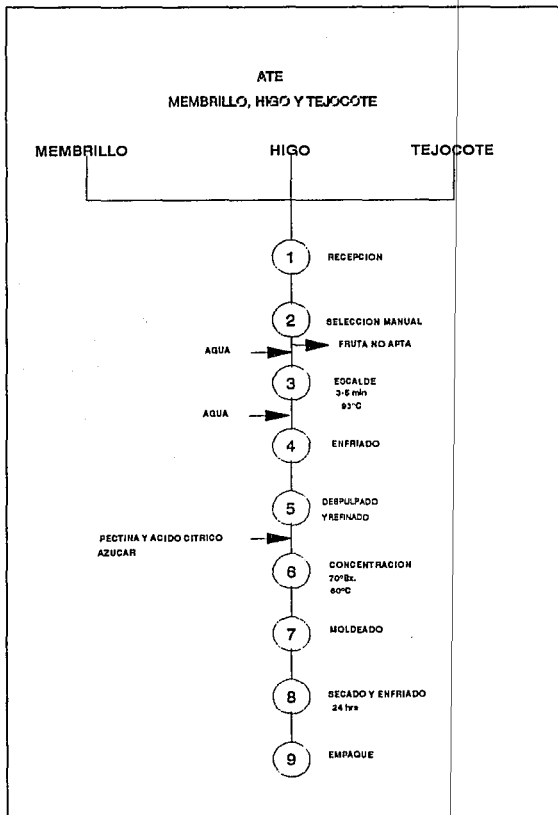 ATE
MEMBRILLO, HIGO Y TEJOCOTE
MEMBRILLO HIGO TEJOCOTE
1 RECEPCION
2 SELECCION MANUAL
FRUTA NO APTA
AGUA
3 ESCALDE
3-5 min
93°C
AGUA
4 ENFRIADO
5 DESPULPADO
Y REFINADO
PECTINA Y ACIDO CITRICO
AZUCAR
6 CONCENTRACION
70°Bx.
60°C
7 MOLDEADO
8 SECADO Y ENFRIADO
24 hrs
9 EMPAQUE